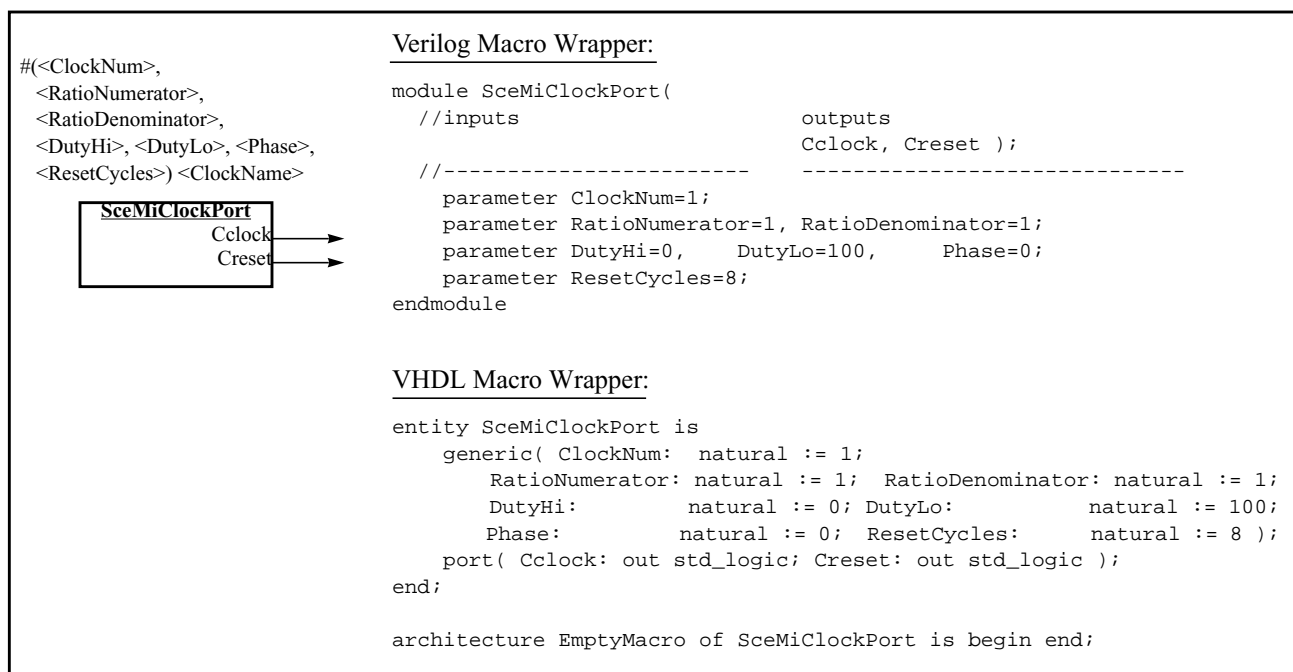 #(<ClockNum>,
<RatioNumerator>,
<RatioDenominator>,
<DutyHi>, <DutyLo>, <Phase>,
<ResetCycles>) <ClockName>
SceMiClockPort
Cclock
Creset
Verilog Macro Wrapper:
module SceMiClockPort(
//inputs                      outputs
Cclock, Creset );
//------------------------    ------------------------------
parameter ClockNum=1;
parameter RatioNumerator=1, RatioDenominator=1;
parameter DutyHi=0,    DutyLo=100,      Phase=0;
parameter ResetCycles=8;
endmodule
VHDL Macro Wrapper:
entity SceMiClockPort is
generic( ClockNum:  natural := 1;
RatioNumerator: natural := 1;  RatioDenominator: natural := 1;
DutyHi:         natural := 0; DutyLo:           natural := 100;
Phase:          natural := 0;  ResetCycles:      natural := 8 );
port( Cclock: out std_logic; Creset: out std_logic );
end;
architecture EmptyMacro of SceMiClockPort is begin end;